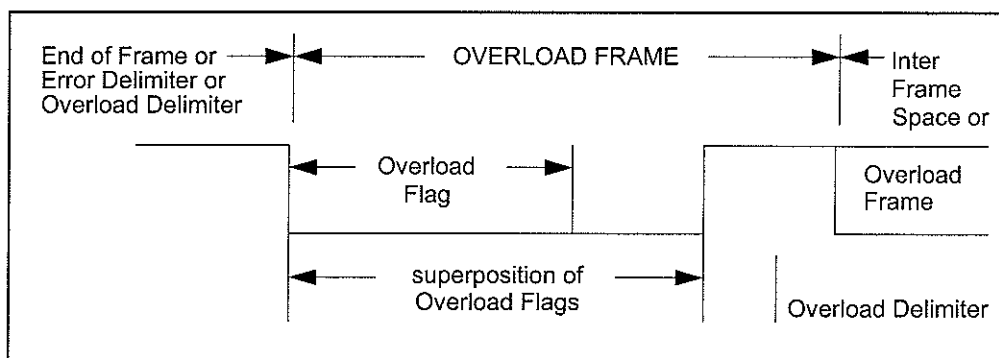 End of Frame or
Error Delimiter or
Overload Delimiter
OVERLOAD FRAME
Inter
Frame
Space or
Overload
Flag
Overload
Frame
superposition of
Overload Flags
Overload Delimiter